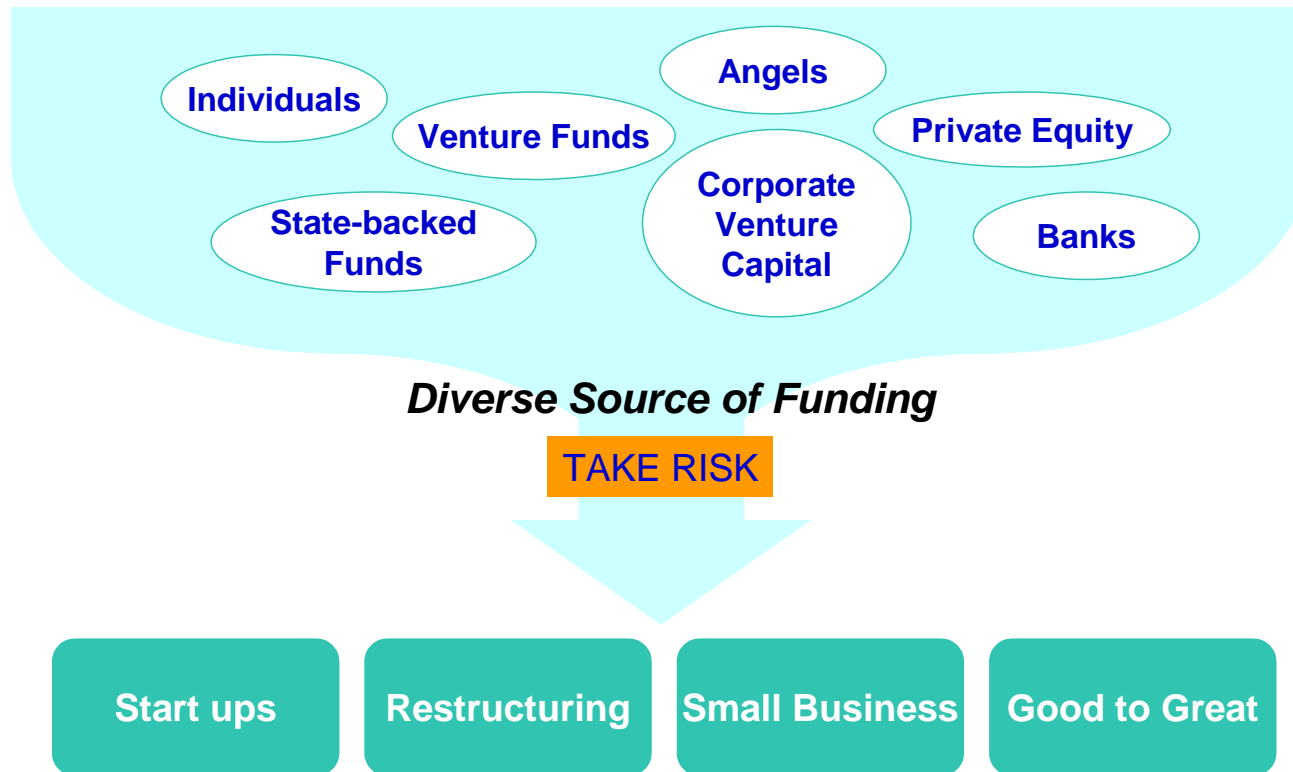 Individuals
Angels
Venture Funds
Private Equity
State-backed
Funds
Corporate
Venture
Capital
Banks
Diverse Source of Funding
TAKE RISK
Start ups
Restructuring
Small Business
Good to Great